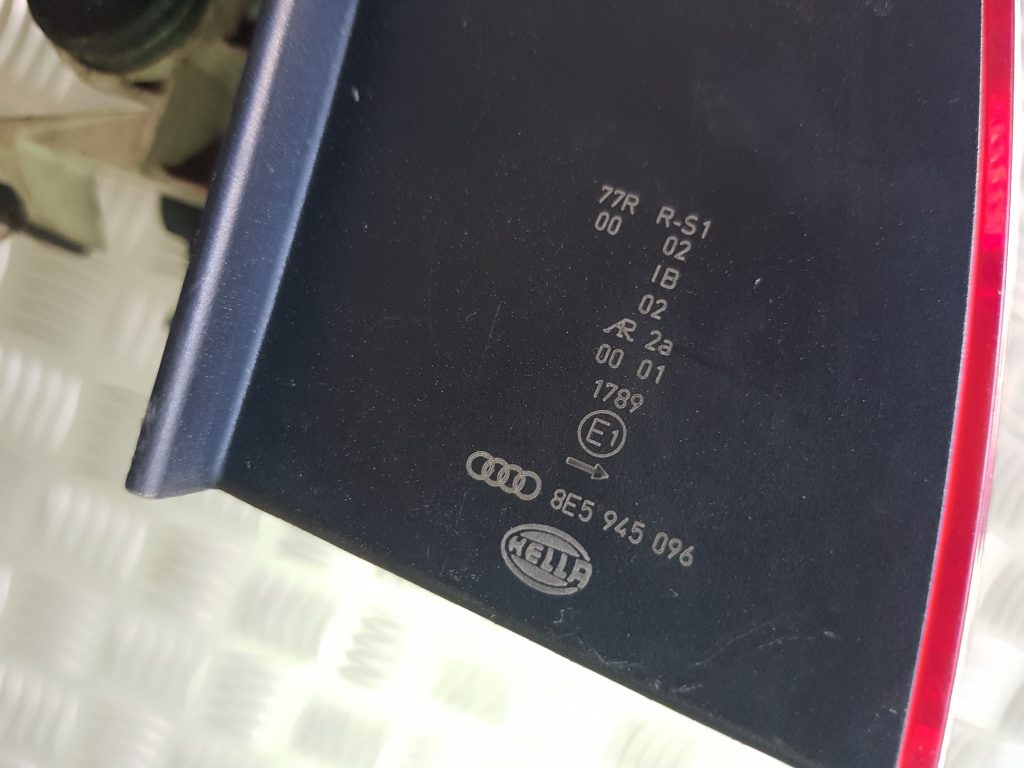 77R R-S1
00 02
IB
02
AR 2a
00 01
1789
E1
→
8E5 945 096
HELLA